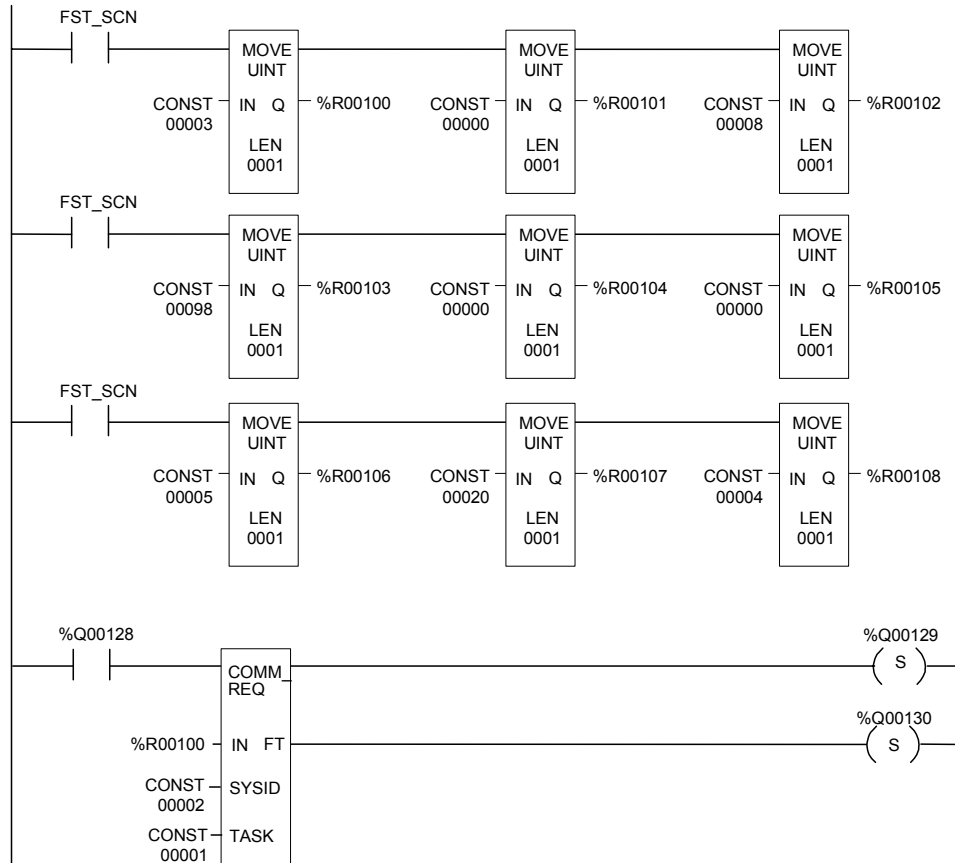 FST_SCN
MOVE UINT MOVE UINT MOVE UINT
CONST 00003 IN Q %R00100 CONST 00000 IN Q %R00101 CONST 00008 IN Q %R00102
LEN 0001 LEN 0001 LEN 0001
FST_SCN
MOVE UINT MOVE UINT MOVE UINT
CONST 00098 IN Q %R00103 CONST 00000 IN Q %R00104 CONST 00000 IN Q %R00105
LEN 0001 LEN 0001 LEN 0001
FST_SCN
MOVE UINT MOVE UINT MOVE UINT
CONST 00005 IN Q %R00106 CONST 00020 IN Q %R00107 CONST 00004 IN Q %R00108
LEN 0001 LEN 0001 LEN 0001
%Q00128 %Q00129
COMM_ REQ S
%Q00130
%R00100 IN FT S
CONST 00002 SYSID
CONST 00001 TASK